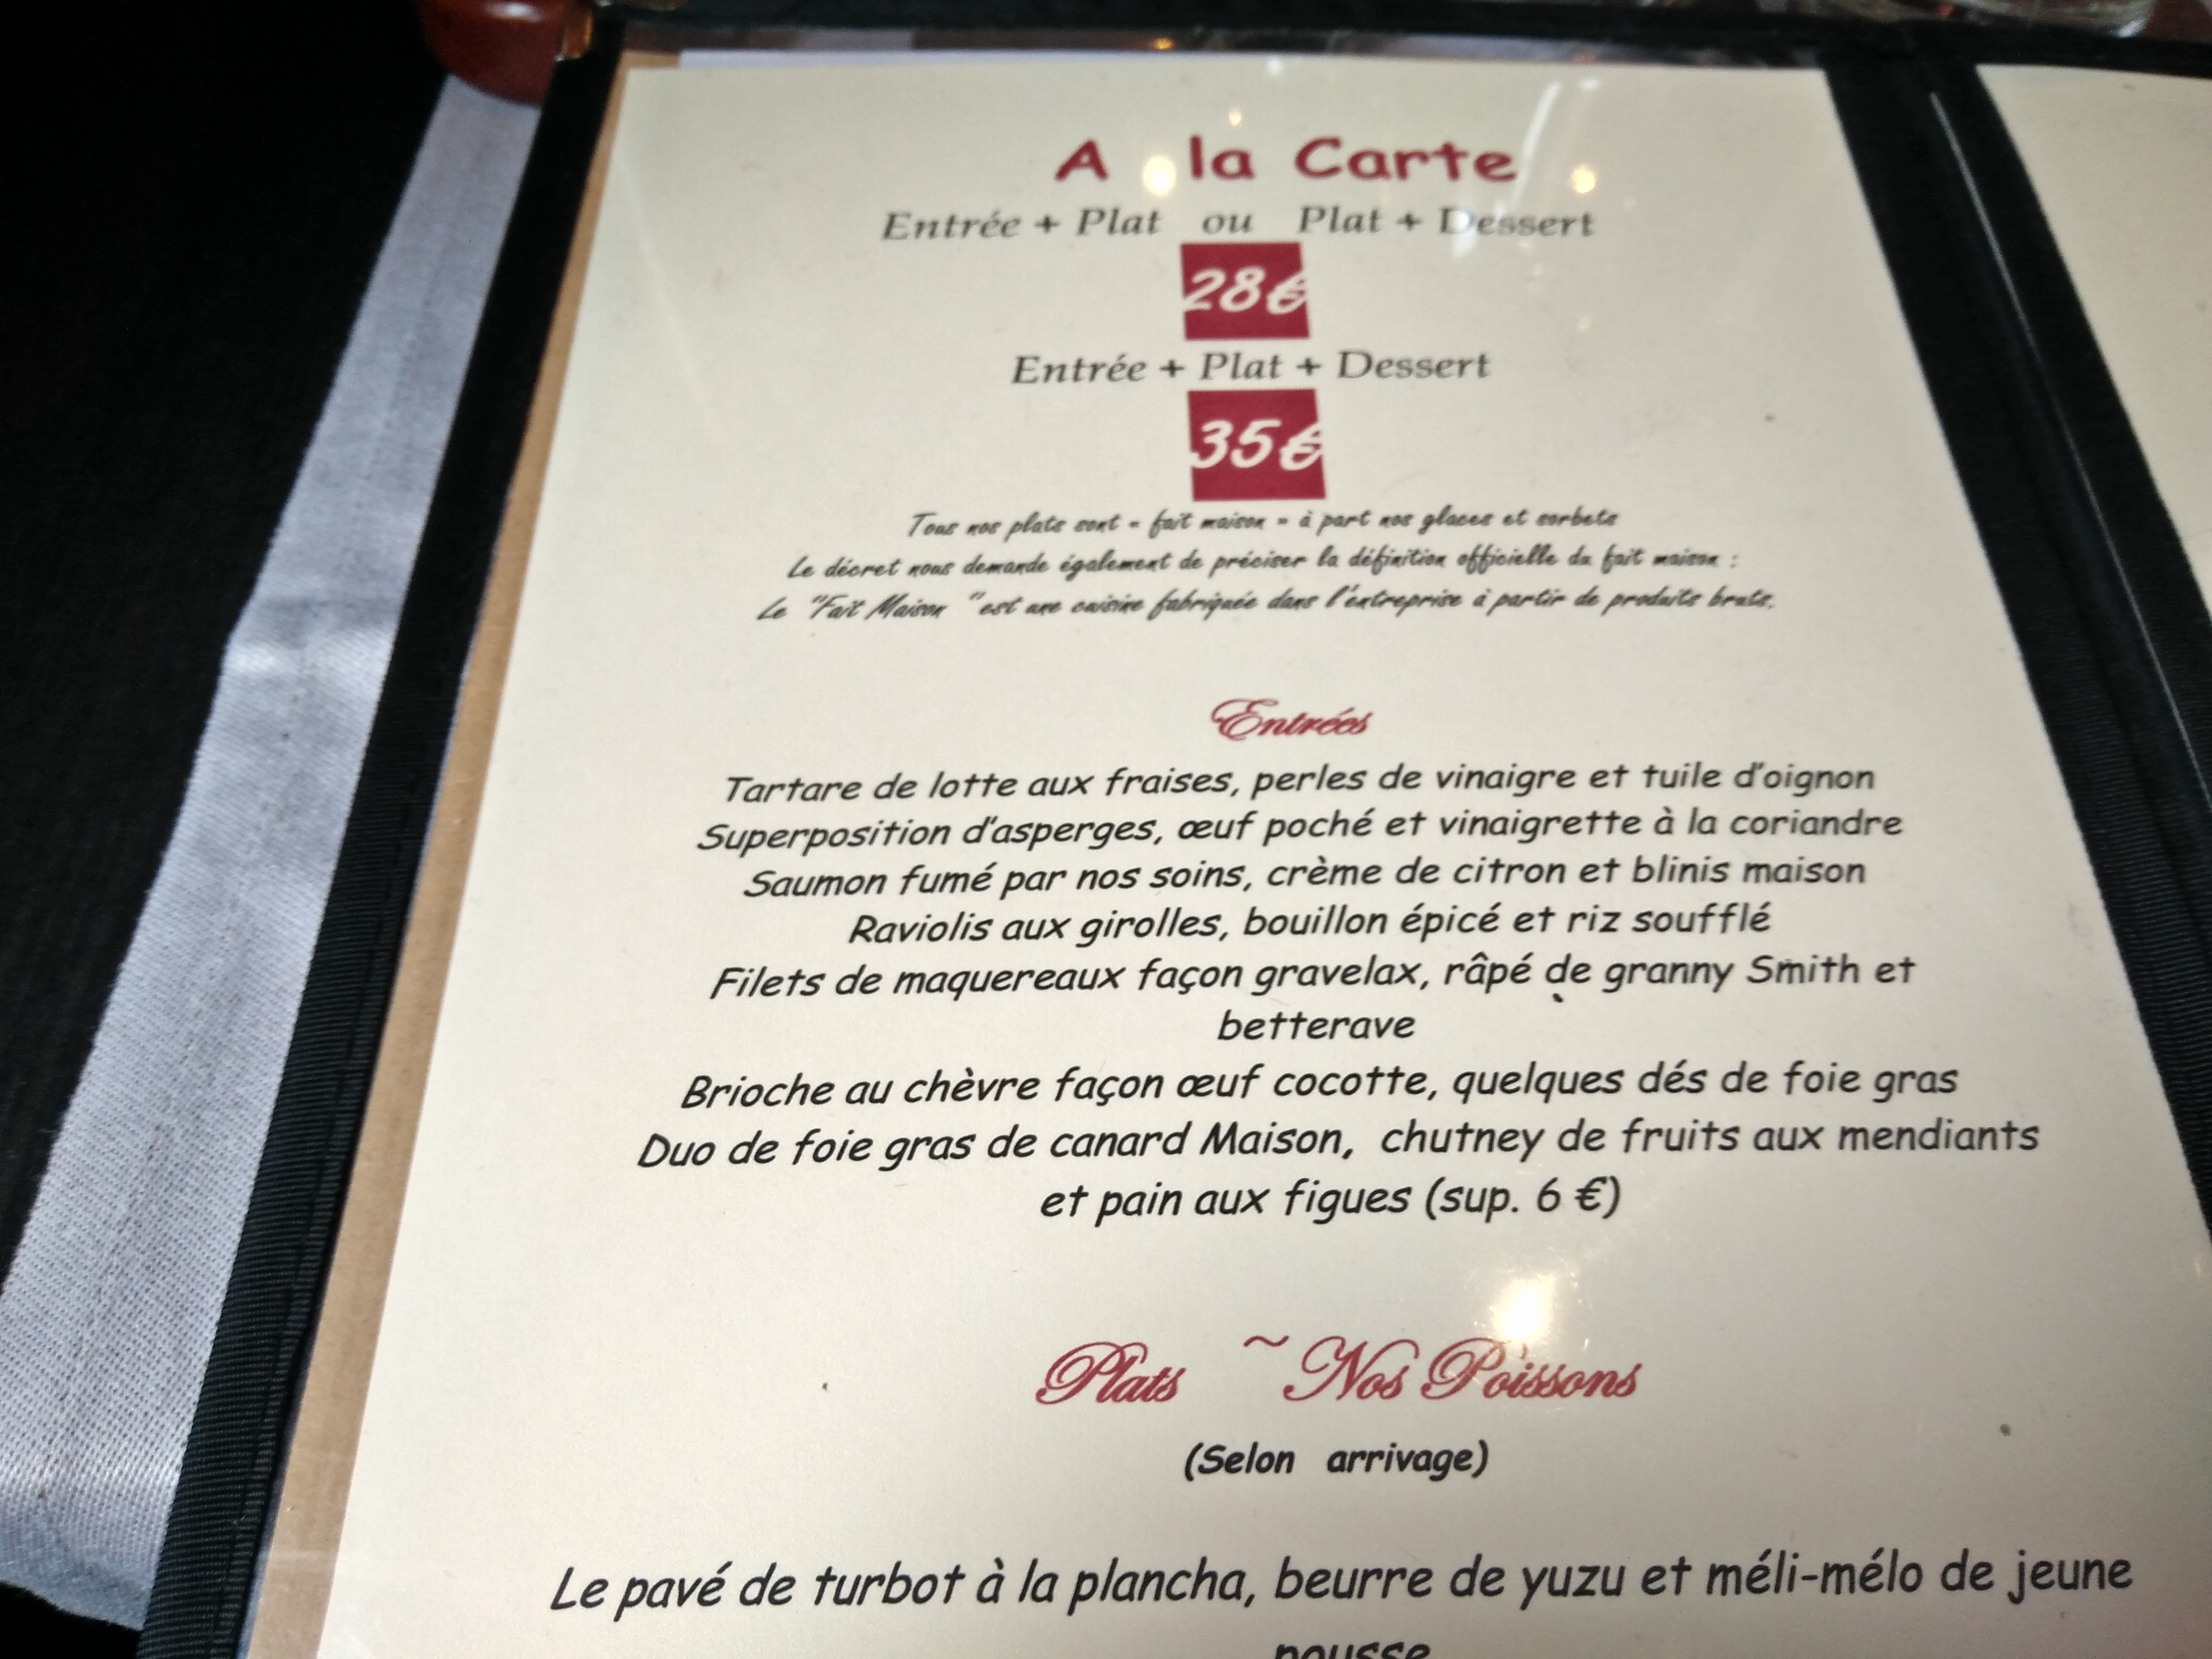 A la Carte
Entrée + Plat ou Plat + Dessert
28€
Entrée + Plat + Dessert
35€
Tous nos plats sont « fait maison » à part nos glaces et sorbets
Le décret nous demande également de préciser la définition officielle du fait maison :
Le "Fait Maison "est une cuisine fabriquée dans l'entreprise à partir de produits bruts.
Entrées
Tartare de lotte aux fraises, perles de vinaigre et tuile d'oignon
Superposition d'asperges, œuf poché et vinaigrette à la coriandre
Saumon fumé par nos soins, crème de citron et blinis maison
Raviolis aux girolles, bouillon épicé et riz soufflé
Filets de maquereaux façon gravelax, râpé de granny Smith et
betterave
Brioche au chèvre façon œuf cocotte, quelques dés de foie gras
Duo de foie gras de canard Maison, chutney de fruits aux mendiants
et pain aux figues (sup. 6 €)
Plats ~ Nos Poissons
(Selon arrivage)
Le pavé de turbot à la plancha, beurre de yuzu et méli-mélo de jeune
pousse